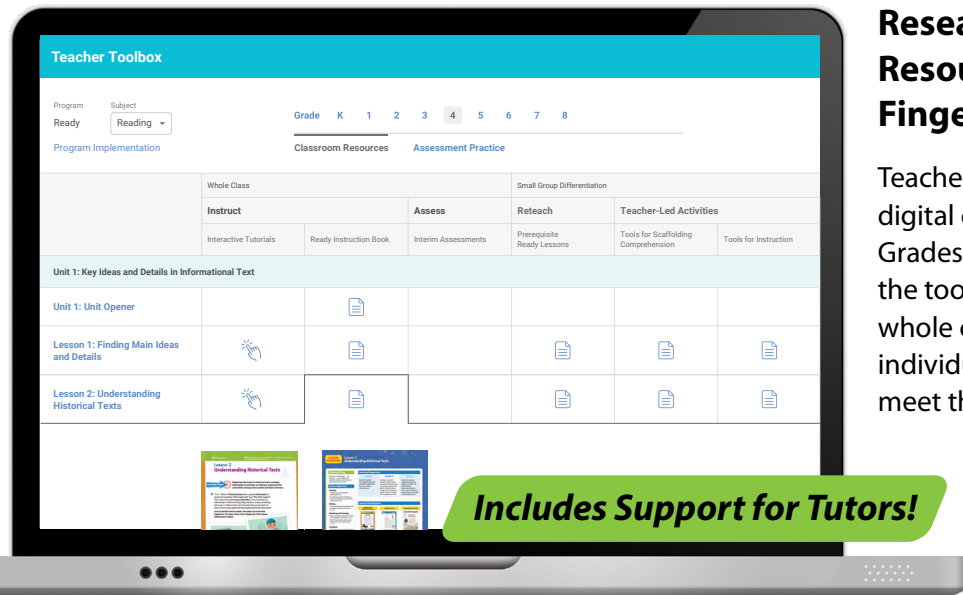 Teacher Toolbox
Program
Subject
Ready
Reading
Program Implementation
Grade K 1 2 3 4 5 6 7 8
Classroom Resources Assessment Practice
Whole Class Small Group Differentiation
Instruct Assess Reteach Teacher-Led Activities
Interactive Tutorials Ready Instruction Book Interim Assessments Prerequisite Ready Lessons Tools for Scaffolding Comprehension Tools for Instruction
Unit 1: Key Ideas and Details in Informational Text
Unit 1: Unit Opener
Lesson 1: Finding Main Ideas
and Details
Lesson 2: Understanding
Historical Texts
Lesson 2
Understanding Historical Texts
Understanding Historical Texts
Includes Support for Tutors!
Resea
Resou
Finge
Teache
digital
Grades
the too
whole
individu
meet th